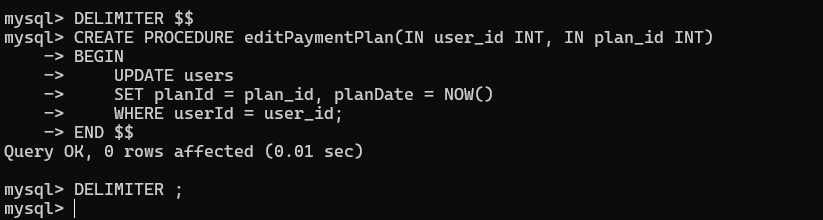 mysql> DELIMITER $$
mysql> CREATE PROCEDURE editPaymentPlan(IN user_id INT, IN plan_id INT)
    -> BEGIN
    ->     UPDATE users
    ->     SET planId = plan_id, planDate = NOW()
    ->     WHERE userId = user_id;
    -> END $$
Query OK, 0 rows affected (0.01 sec)

mysql> DELIMITER ;
mysql>